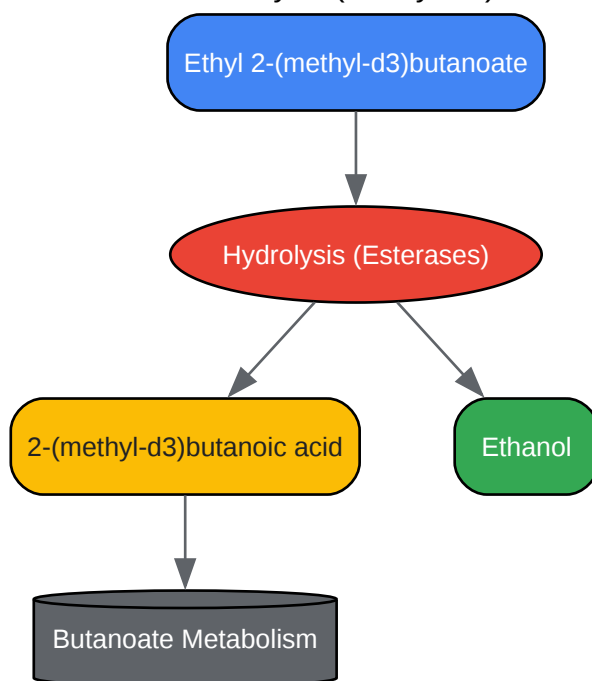 Ethyl 2-(methyl-d3)butanoate
Hydrolysis (Esterases)
2-(methyl-d3)butanoic acid
Ethanol
Butanoate Metabolism